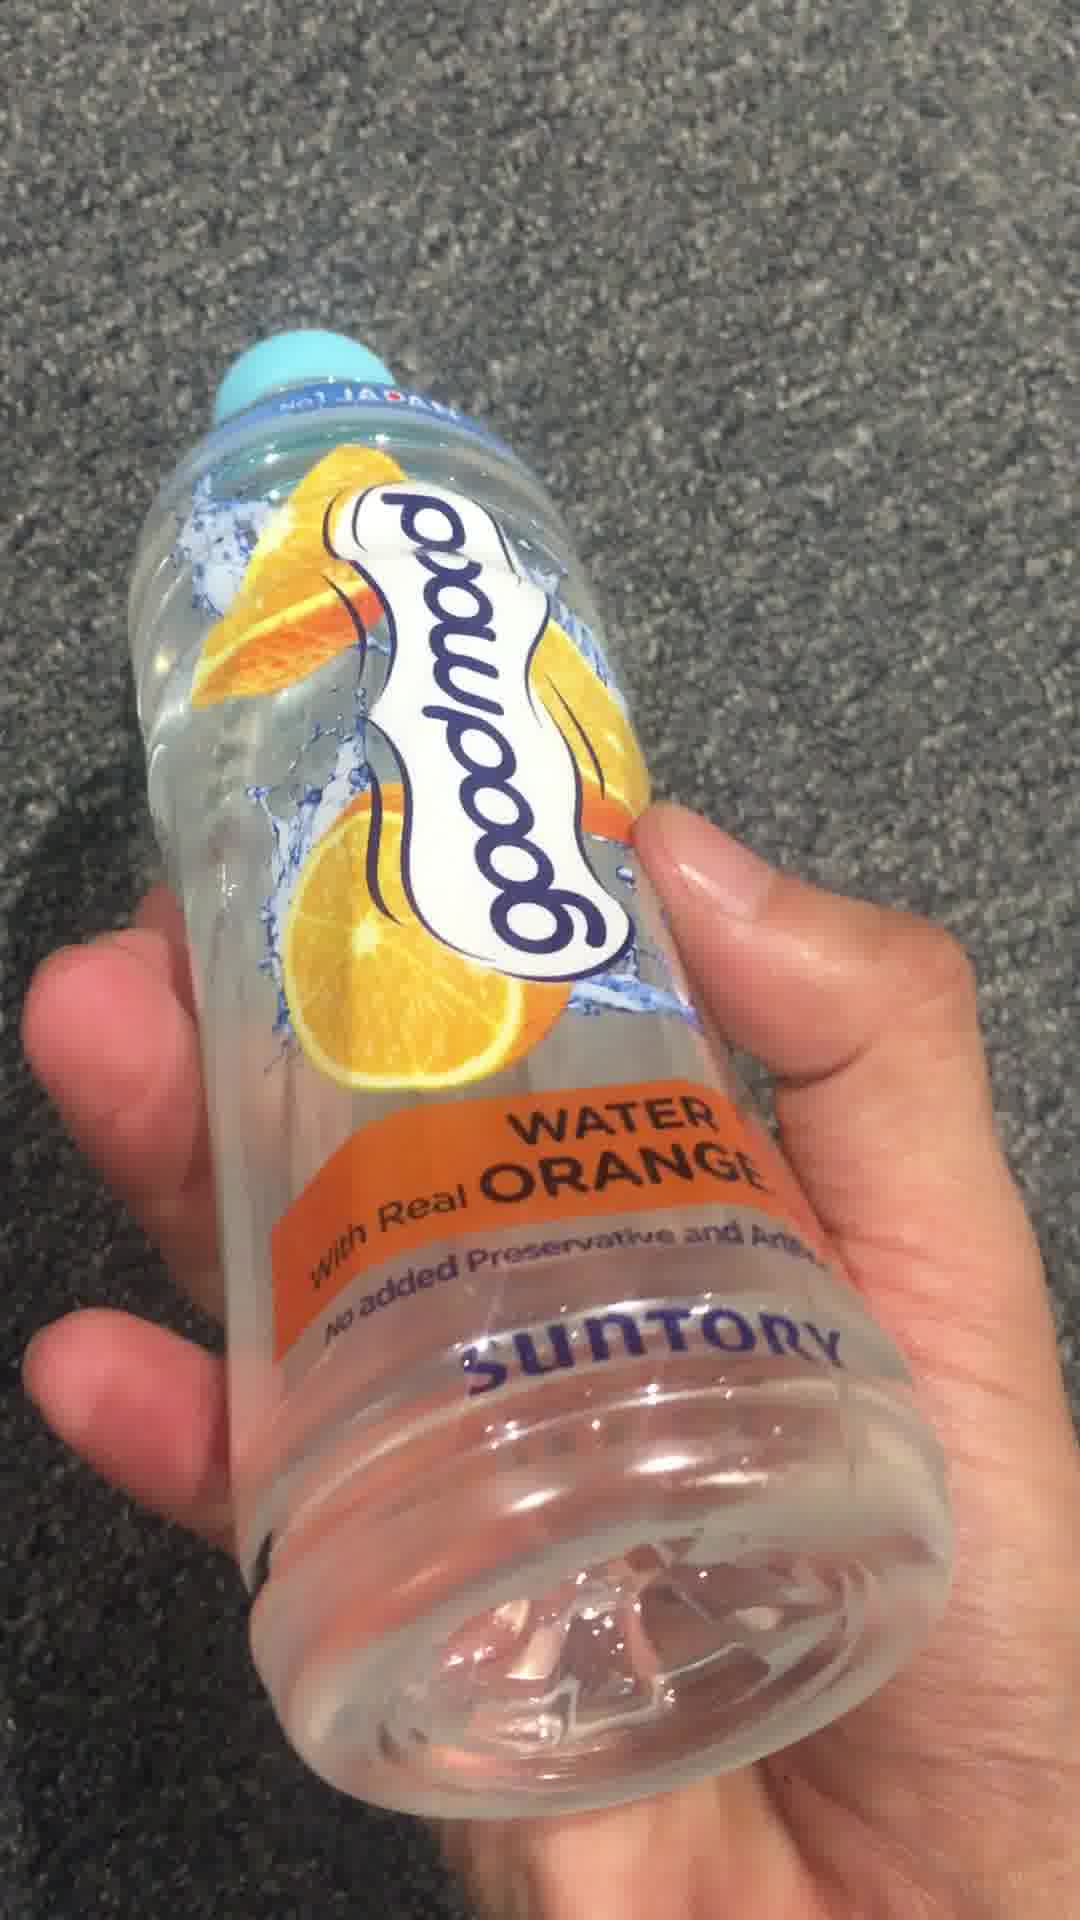 No1 JAPAN
goodmood
WATER
With Real ORANGE
No added Preservative and
SUNTORY